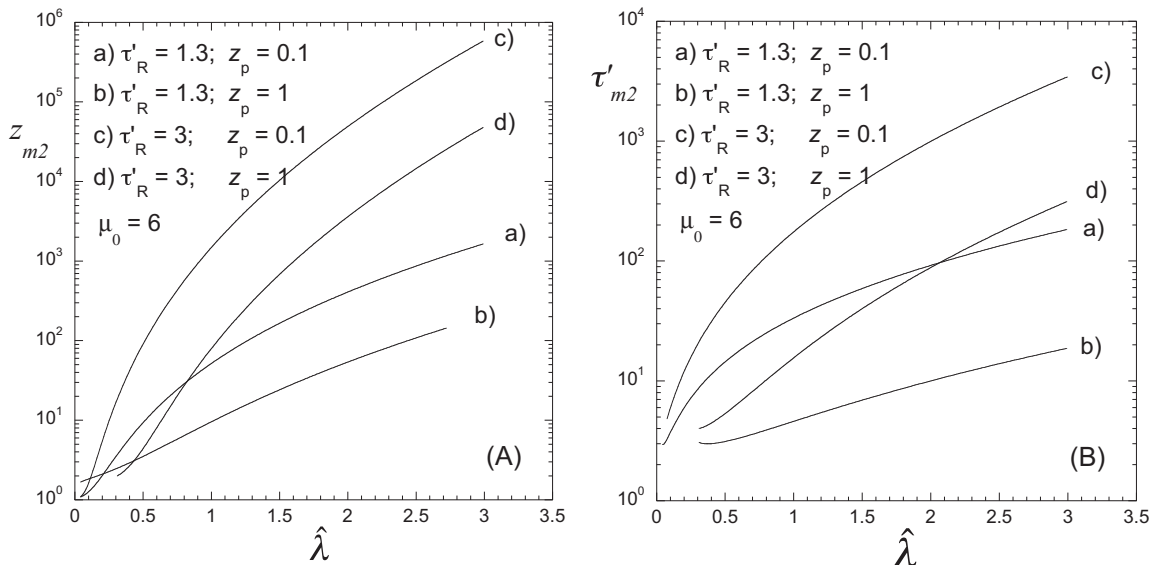 10^6
10^5
10^4
10^3
10^2
10^1
10^0
z_{m2}
a) τ'_R = 1.3; z_p = 0.1
b) τ'_R = 1.3; z_p = 1
c) τ'_R = 3; z_p = 0.1
d) τ'_R = 3; z_p = 1
μ_0 = 6
c)
d)
a)
b)
(A)
0 0.5 1 1.5 2 2.5 3 3.5
λ̂
10^4
10^3
10^2
10^1
10^0
τ'_{m2}
a) τ'_R = 1.3; z_p = 0.1
b) τ'_R = 1.3; z_p = 1
c) τ'_R = 3; z_p = 0.1
d) τ'_R = 3; z_p = 1
μ_0 = 6
c)
d)
a)
b)
(B)
0 0.5 1 1.5 2 2.5 3 3.5
λ̂